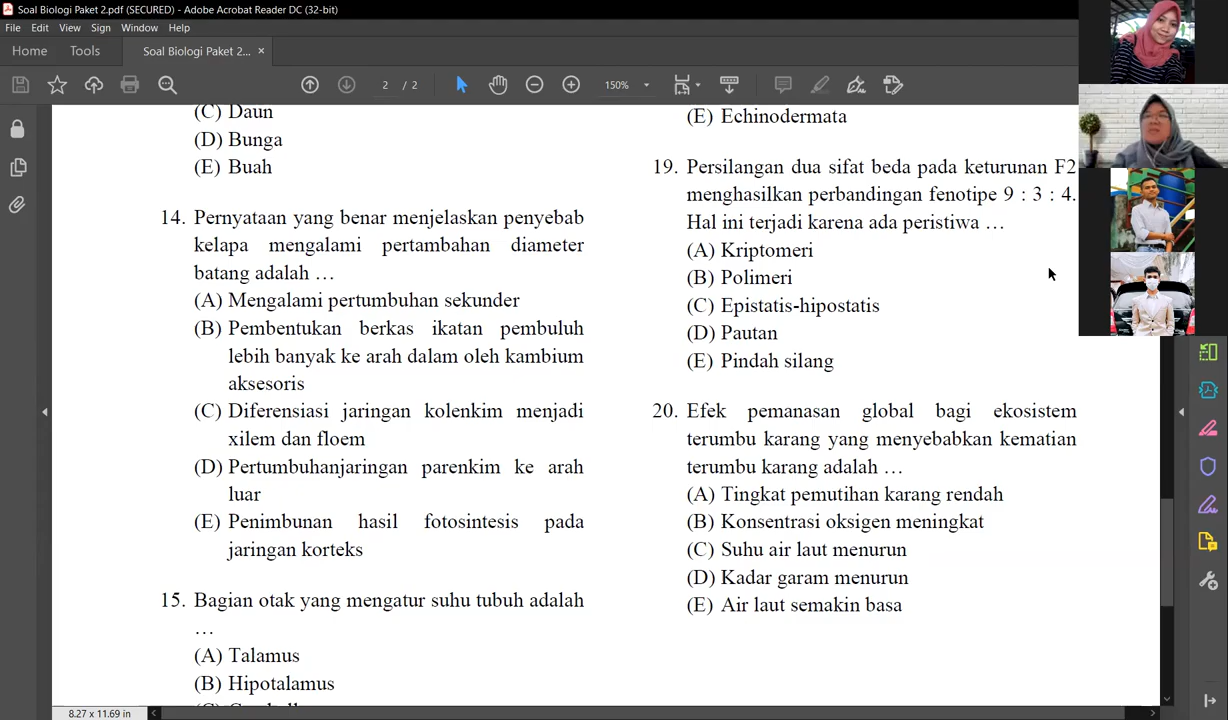 Soal Biologi Paket 2.pdf (SECURED) - Adobe Acrobat Reader DC (32-bit)
File Edit View Sign Window Help
Home Tools Soal Biologi Paket 2... ×
2 / 2 150%
(C) Daun
(D) Bunga
(E) Buah
14. Pernyataan yang benar menjelaskan penyebab
kelapa mengalami pertambahan diameter
batang adalah …
(A) Mengalami pertumbuhan sekunder
(B) Pembentukan berkas ikatan pembuluh
lebih banyak ke arah dalam oleh kambium
aksesoris
(C) Diferensiasi jaringan kolenkim menjadi
xilem dan floem
(D) Pertumbuhanjaringan parenkim ke arah
luar
(E) Penimbunan hasil fotosintesis pada
jaringan korteks
15. Bagian otak yang mengatur suhu tubuh adalah
…
(A) Talamus
(B) Hipotalamus
(E) Echinodermata
19. Persilangan dua sifat beda pada keturunan F2
menghasilkan perbandingan fenotipe 9 : 3 : 4.
Hal ini terjadi karena ada peristiwa …
(A) Kriptomeri
(B) Polimeri
(C) Epistatis-hipostatis
(D) Pautan
(E) Pindah silang
20. Efek pemanasan global bagi ekosistem
terumbu karang yang menyebabkan kematian
terumbu karang adalah …
(A) Tingkat pemutihan karang rendah
(B) Konsentrasi oksigen meningkat
(C) Suhu air laut menurun
(D) Kadar garam menurun
(E) Air laut semakin basa
8.27 x 11.69 in